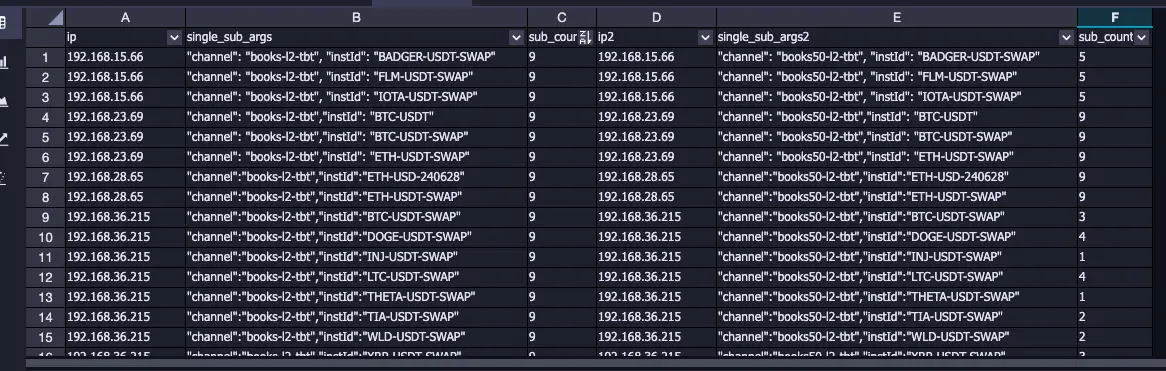 A B C D E F
ip single_sub_args sub_cour ip2 single_sub_args2 sub_count
1 192.168.15.66 "channel": "books-l2-tbt", "instId": "BADGER-USDT-SWAP" 9 192.168.15.66 "channel": "books50-l2-tbt", "instId": "BADGER-USDT-SWAP" 5
2 192.168.15.66 "channel": "books-l2-tbt", "instId": "FLM-USDT-SWAP" 9 192.168.15.66 "channel": "books50-l2-tbt", "instId": "FLM-USDT-SWAP" 5
3 192.168.15.66 "channel": "books-l2-tbt", "instId": "IOTA-USDT-SWAP" 9 192.168.15.66 "channel": "books50-l2-tbt", "instId": "IOTA-USDT-SWAP" 5
4 192.168.23.69 "channel": "books-l2-tbt","instId": "BTC-USDT" 9 192.168.23.69 "channel": "books50-l2-tbt","instId": "BTC-USDT" 9
5 192.168.23.69 "channel": "books-l2-tbt","instId": "BTC-USDT-SWAP" 9 192.168.23.69 "channel": "books50-l2-tbt","instId": "BTC-USDT-SWAP" 9
6 192.168.23.69 "channel": "books-l2-tbt","instId": "ETH-USDT-SWAP" 9 192.168.23.69 "channel": "books50-l2-tbt","instId": "ETH-USDT-SWAP" 9
7 192.168.28.65 "channel":"books-l2-tbt","instId":"ETH-USD-240628" 9 192.168.28.65 "channel":"books50-l2-tbt","instId":"ETH-USD-240628" 9
8 192.168.28.65 "channel":"books-l2-tbt","instId":"ETH-USDT-SWAP" 9 192.168.28.65 "channel":"books50-l2-tbt","instId":"ETH-USDT-SWAP" 9
9 192.168.36.215 "channel":"books-l2-tbt","instId":"BTC-USDT-SWAP" 9 192.168.36.215 "channel":"books50-l2-tbt","instId":"BTC-USDT-SWAP" 3
10 192.168.36.215 "channel":"books-l2-tbt","instId":"DOGE-USDT-SWAP" 9 192.168.36.215 "channel":"books50-l2-tbt","instId":"DOGE-USDT-SWAP" 4
11 192.168.36.215 "channel":"books-l2-tbt","instId":"INJ-USDT-SWAP" 9 192.168.36.215 "channel":"books50-l2-tbt","instId":"INJ-USDT-SWAP" 1
12 192.168.36.215 "channel":"books-l2-tbt","instId":"LTC-USDT-SWAP" 9 192.168.36.215 "channel":"books50-l2-tbt","instId":"LTC-USDT-SWAP" 4
13 192.168.36.215 "channel":"books-l2-tbt","instId":"THETA-USDT-SWAP" 9 192.168.36.215 "channel":"books50-l2-tbt","instId":"THETA-USDT-SWAP" 1
14 192.168.36.215 "channel":"books-l2-tbt","instId":"TIA-USDT-SWAP" 9 192.168.36.215 "channel":"books50-l2-tbt","instId":"TIA-USDT-SWAP" 2
15 192.168.36.215 "channel":"books-l2-tbt","instId":"WLD-USDT-SWAP" 9 192.168.36.215 "channel":"books50-l2-tbt","instId":"WLD-USDT-SWAP" 2